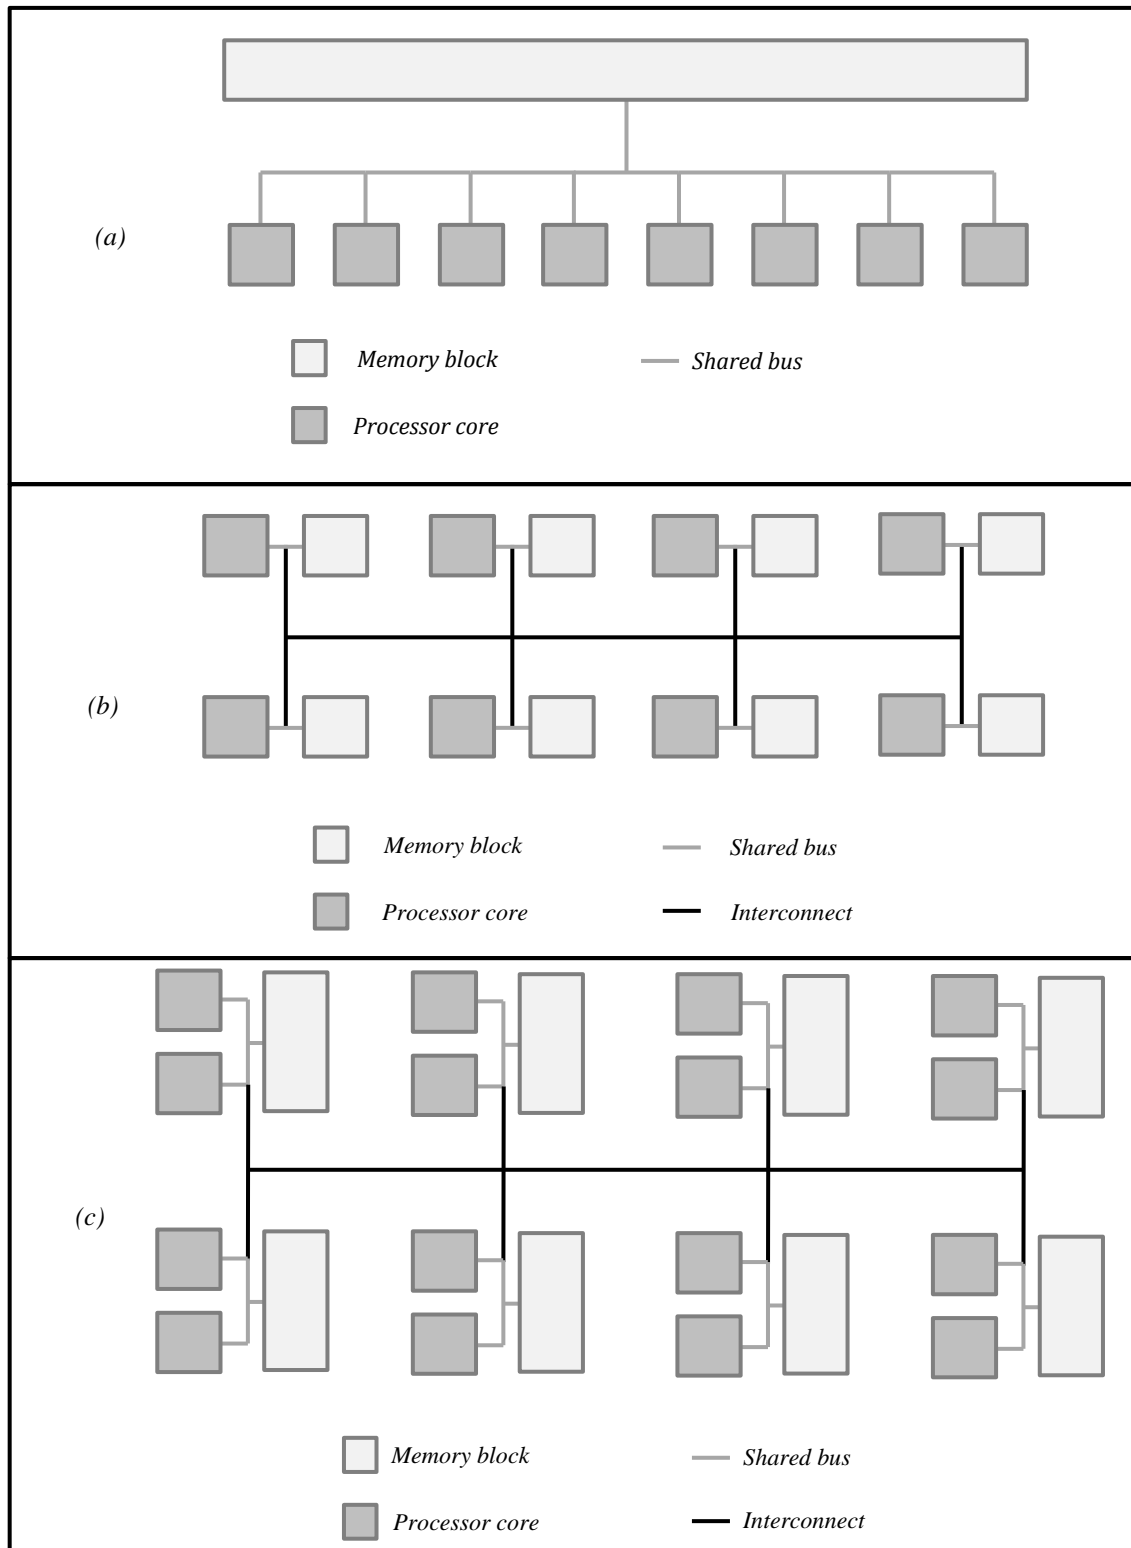 (a)
Memory block
Shared bus
Processor core
(b)
Memory block
Shared bus
Processor core
Interconnect
(c)
Memory block
Shared bus
Processor core
Interconnect